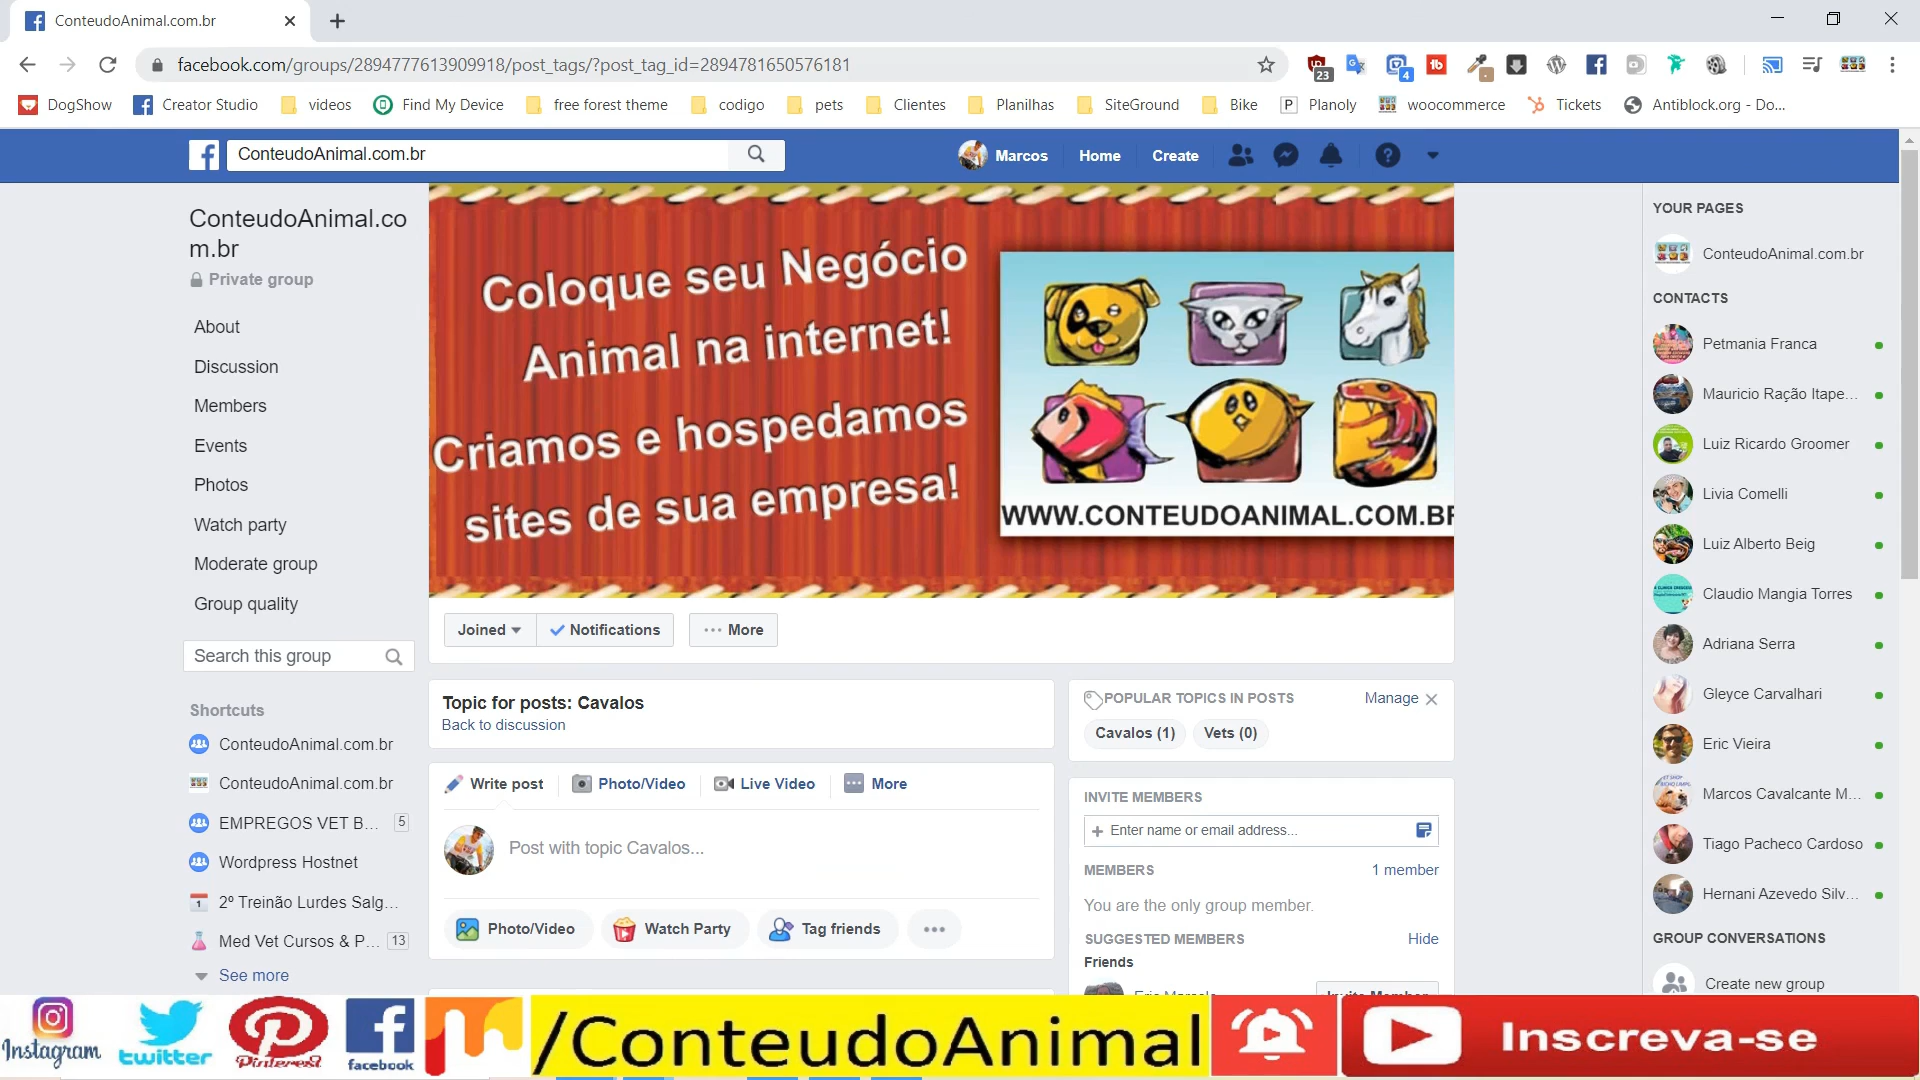 ConteudoAnimal.com.br
facebook.com/groups/2894777613909918/post_tags/?post_tag_id=2894781650576181
23
4
DogShow
Creator Studio
videos
Find My Device
free forest theme
codigo
pets
Clientes
Planilhas
SiteGround
Bike
P Planoly
woocommerce
Tickets
Antiblock.org - Do...
ConteudoAnimal.com.br
Marcos
Home
Create
ConteudoAnimal.co
m.br
Private group
About
Discussion
Members
Events
Photos
Watch party
Moderate group
Group quality
Search this group
Shortcuts
ConteudoAnimal.com.br
ConteudoAnimal.com.br
EMPREGOS VET B... 5
Wordpress Hostnet
2º Treinão Lurdes Salg...
Med Vet Cursos & P... 13
See more
Coloque seu Negócio
Animal na internet!
Criamos e hospedamos
sites de sua empresa!
WWW.CONTEUDOANIMAL.COM.BR
Joined
Notifications
More
Topic for posts: Cavalos
Back to discussion
Write post
Photo/Video
Live Video
More
Post with topic Cavalos...
Photo/Video
Watch Party
Tag friends
POPULAR TOPICS IN POSTS
Manage
Cavalos (1)
Vets (0)
INVITE MEMBERS
+ Enter name or email address...
MEMBERS
1 member
You are the only group member.
SUGGESTED MEMBERS
Hide
Friends
YOUR PAGES
ConteudoAnimal.com.br
CONTACTS
Petmania Franca
Mauricio Ração Itape...
Luiz Ricardo Groomer
Livia Comelli
Luiz Alberto Beig
Claudio Mangia Torres
Adriana Serra
Gleyce Carvalhari
Eric Vieira
Marcos Cavalcante M...
Tiago Pacheco Cardoso
Hernani Azevedo Silv...
GROUP CONVERSATIONS
Create new group
Instagram
twitter
Pinterest
facebook
/ConteudoAnimal
Inscreva-se